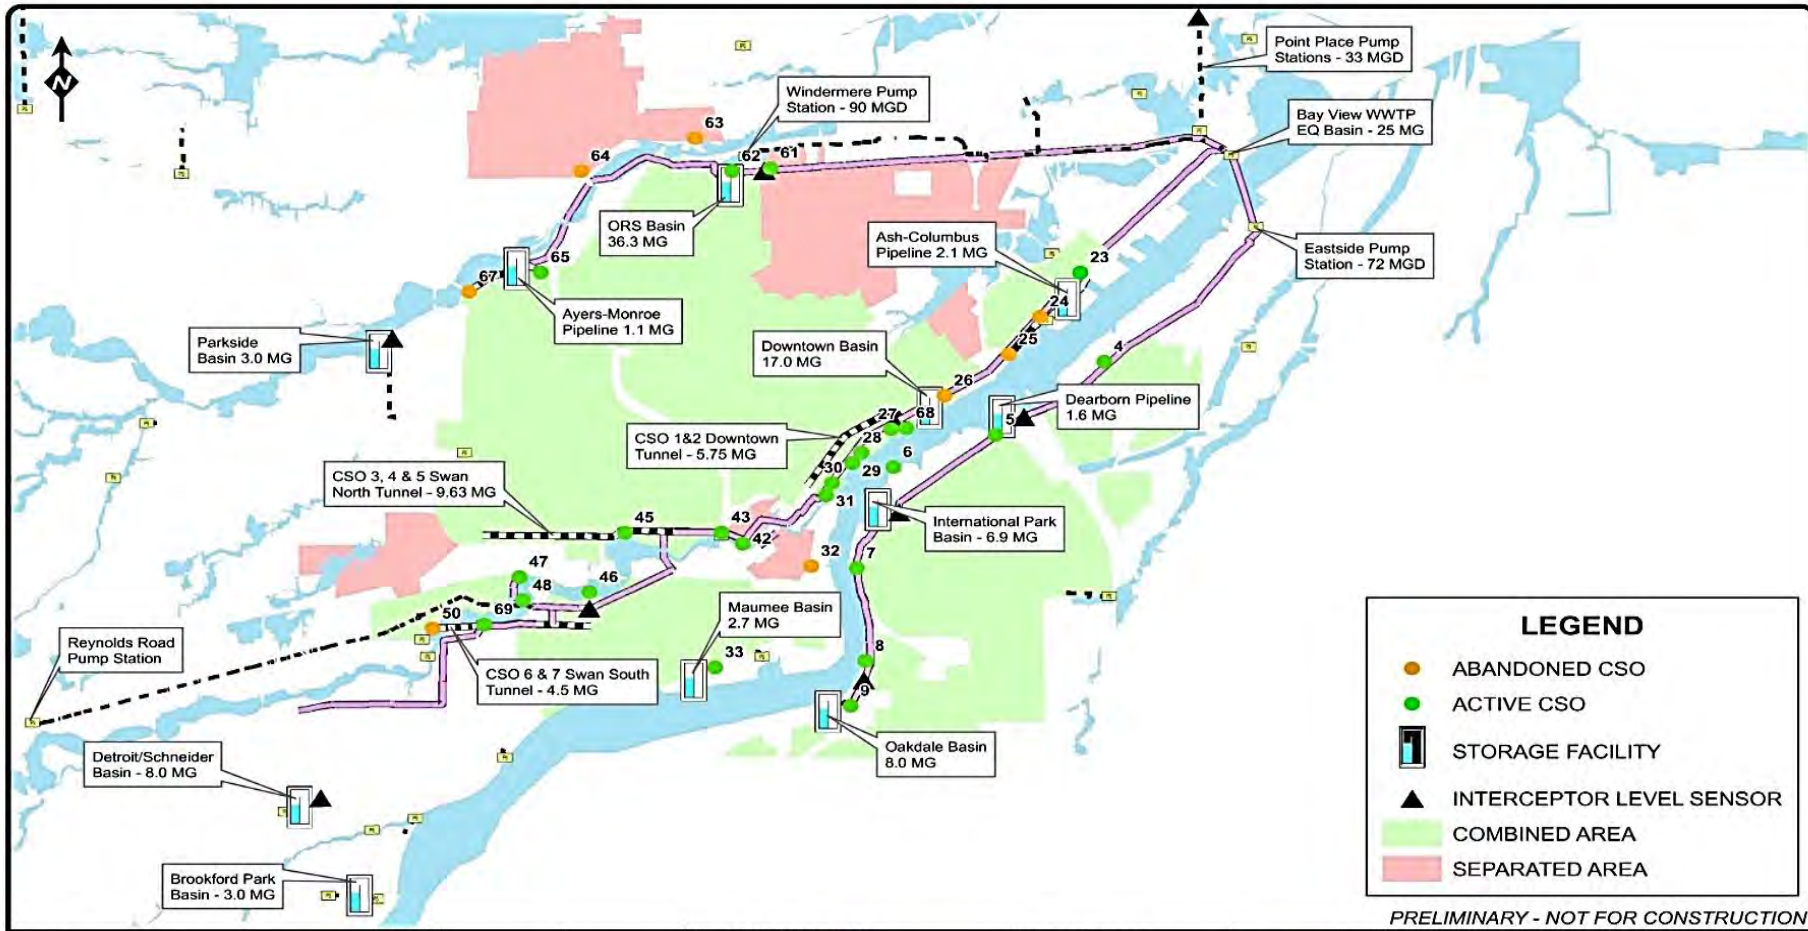 N
Point Place Pump
Stations - 33 MGD
Windermere Pump
Station - 90 MGD
Bay View WWTP
EQ Basin - 25 MG
63
64
62
61
ORS Basin
36.3 MG
Ash-Columbus
Pipeline 2.1 MG
23
Eastside Pump
Station - 72 MGD
65
67
24
Ayers-Monroe
Pipeline 1.1 MG
Parkside
Basin 3.0 MG
25
Downtown Basin
17.0 MG
4
26
Dearborn Pipeline
1.6 MG
27
68
5
CSO 1&2 Downtown
Tunnel - 5.75 MG
28
6
29
30
31
CSO 3, 4 & 5 Swan
North Tunnel - 9.63 MG
International Park
Basin - 6.9 MG
45
43
42
32
7
47
48
46
69
50
Maumee Basin
2.7 MG
Reynolds Road
Pump Station
CSO 6 & 7 Swan South
Tunnel - 4.5 MG
33
8
9
Detroit/Schneider
Basin - 8.0 MG
Oakdale Basin
8.0 MG
Brookford Park
Basin - 3.0 MG
LEGEND
ABANDONED CSO
ACTIVE CSO
STORAGE FACILITY
INTERCEPTOR LEVEL SENSOR
COMBINED AREA
SEPARATED AREA
PRELIMINARY - NOT FOR CONSTRUCTION